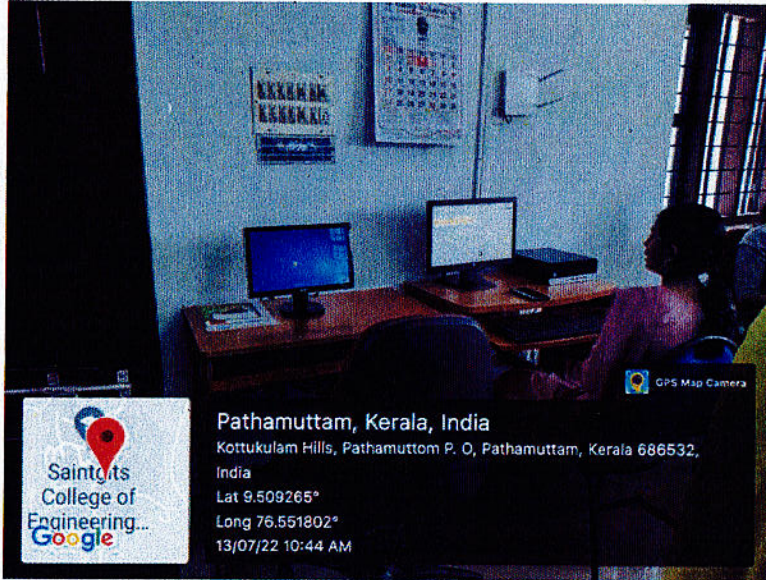 GPS Map Camera
Pathamuttam, Kerala, India
Kottukulam Hills, Pathamuttom P. O, Pathamuttam, Kerala 686532,
India
Lat 9.509265°
Long 76.551802°
13/07/22 10:44 AM
Saintgits
College of
Engineering...
Google